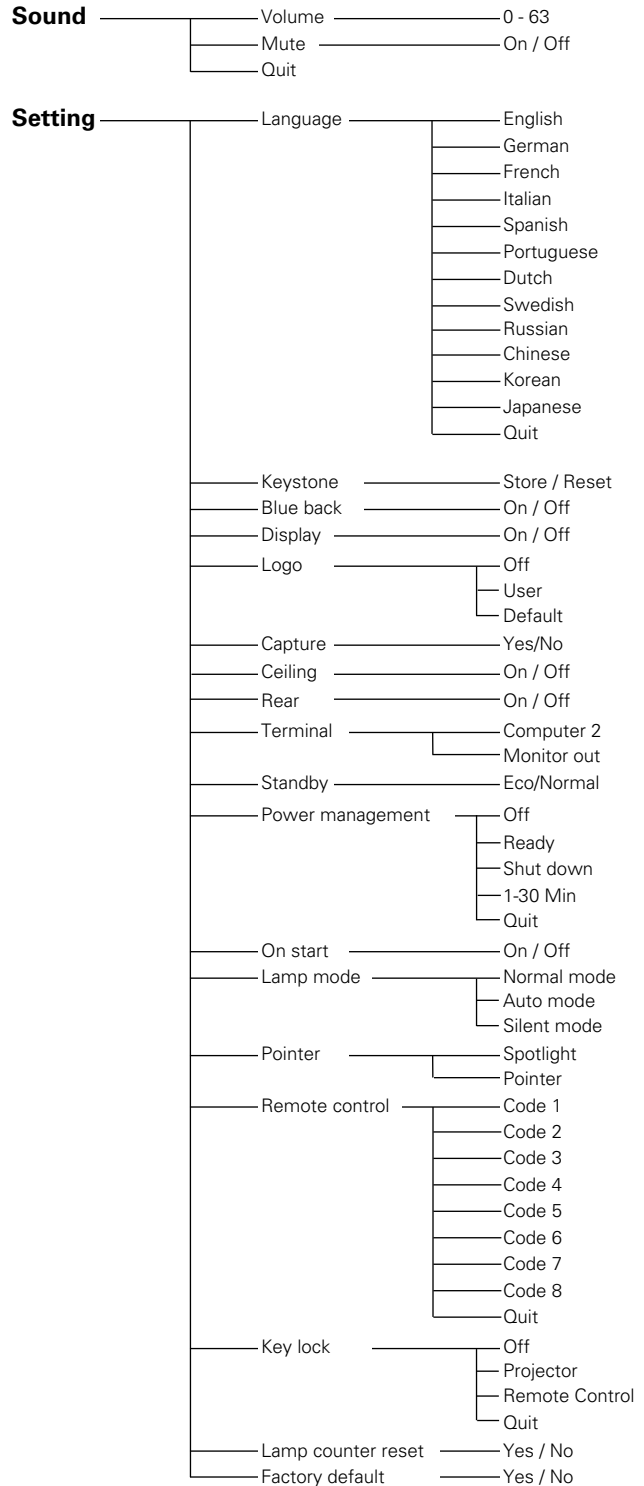 Sound Volume 0 - 63
Mute On / Off
Quit
Setting Language English
German
French
Italian
Spanish
Portuguese
Dutch
Swedish
Russian
Chinese
Korean
Japanese
Quit
Keystone Store / Reset
Blue back On / Off
Display On / Off
Logo Off
User
Default
Capture Yes/No
Ceiling On / Off
Rear On / Off
Terminal Computer 2
Monitor out
Standby Eco/Normal
Power management Off
Ready
Shut down
1-30 Min
Quit
On start On / Off
Lamp mode Normal mode
Auto mode
Silent mode
Pointer Spotlight
Pointer
Remote control Code 1
Code 2
Code 3
Code 4
Code 5
Code 6
Code 7
Code 8
Quit
Key lock Off
Projector
Remote Control
Quit
Lamp counter reset Yes / No
Factory default Yes / No